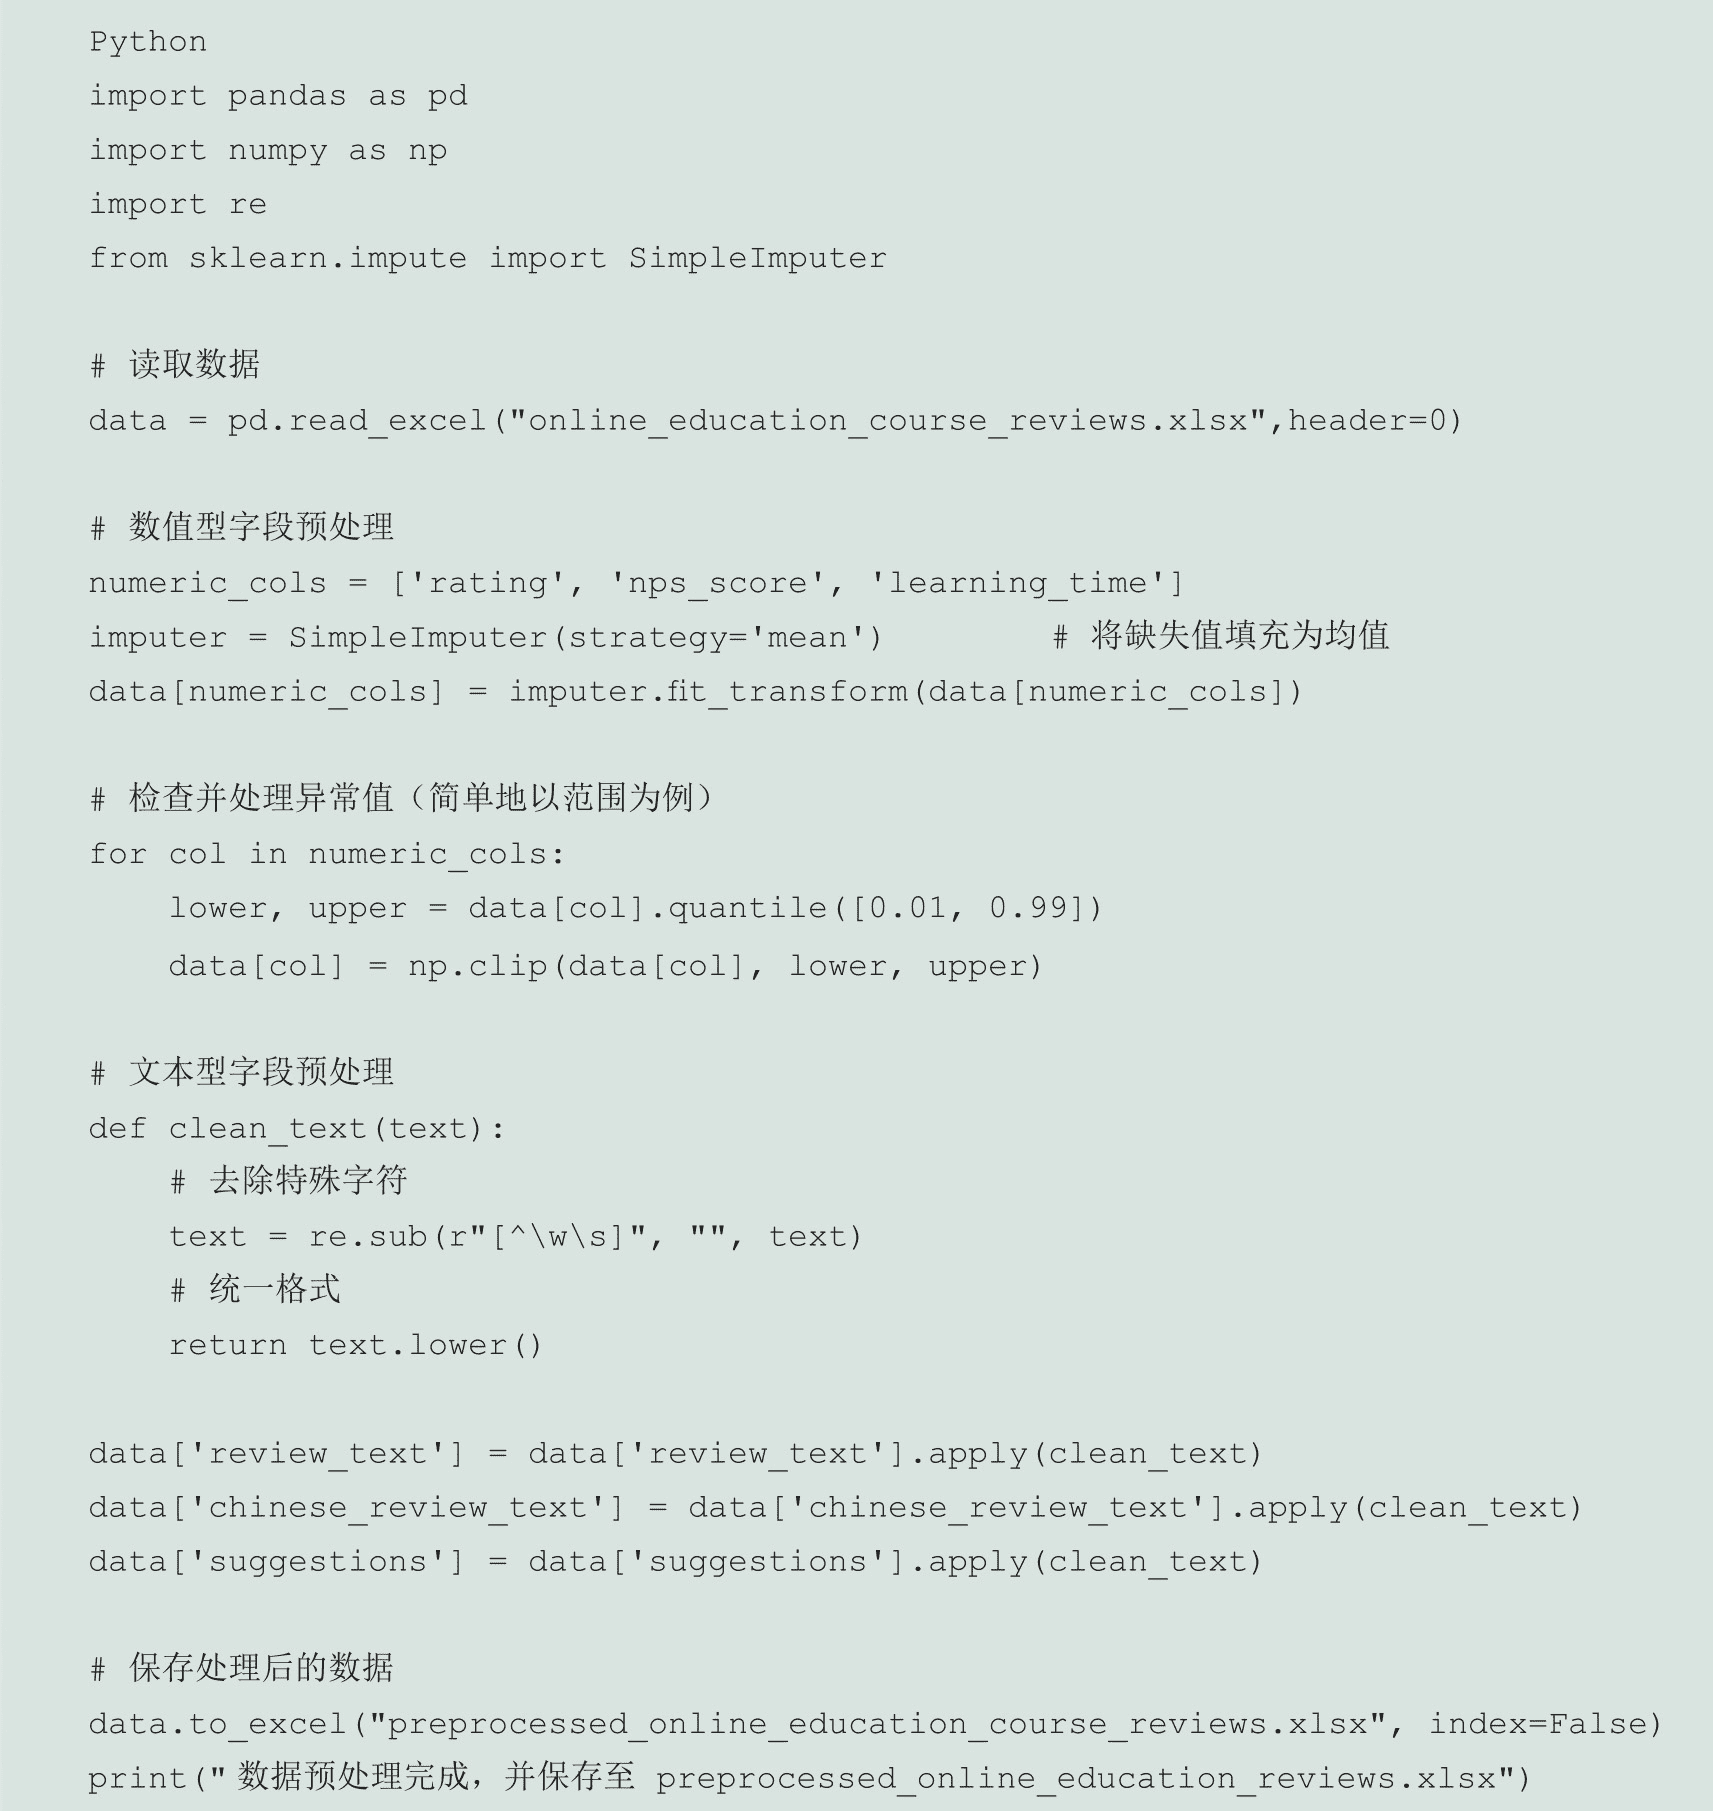 Python
import pandas as pd
import numpy as np
import re
from sklearn.impute import SimpleImputer
# 读取数据
data = pd.read_excel("online_education_course_reviews.xlsx",header=0)
# 数值型字段预处理
numeric_cols = ['rating', 'nps_score', 'learning_time']
imputer = SimpleImputer(strategy='mean')        # 将缺失值填充为均值
data[numeric_cols] = imputer.fit_transform(data[numeric_cols])
# 检查并处理异常值（简单地以范围为例）
for col in numeric_cols:
    lower, upper = data[col].quantile([0.01, 0.99])
    data[col] = np.clip(data[col], lower, upper)
# 文本型字段预处理
def clean_text(text):
    # 去除特殊字符
    text = re.sub(r"[^\w\s]", "", text)
    # 统一格式
    return text.lower()
data['review_text'] = data['review_text'].apply(clean_text)
data['chinese_review_text'] = data['chinese_review_text'].apply(clean_text)
data['suggestions'] = data['suggestions'].apply(clean_text)
# 保存处理后的数据
data.to_excel("preprocessed_online_education_course_reviews.xlsx", index=False)
print("数据预处理完成，并保存至 preprocessed_online_education_reviews.xlsx")